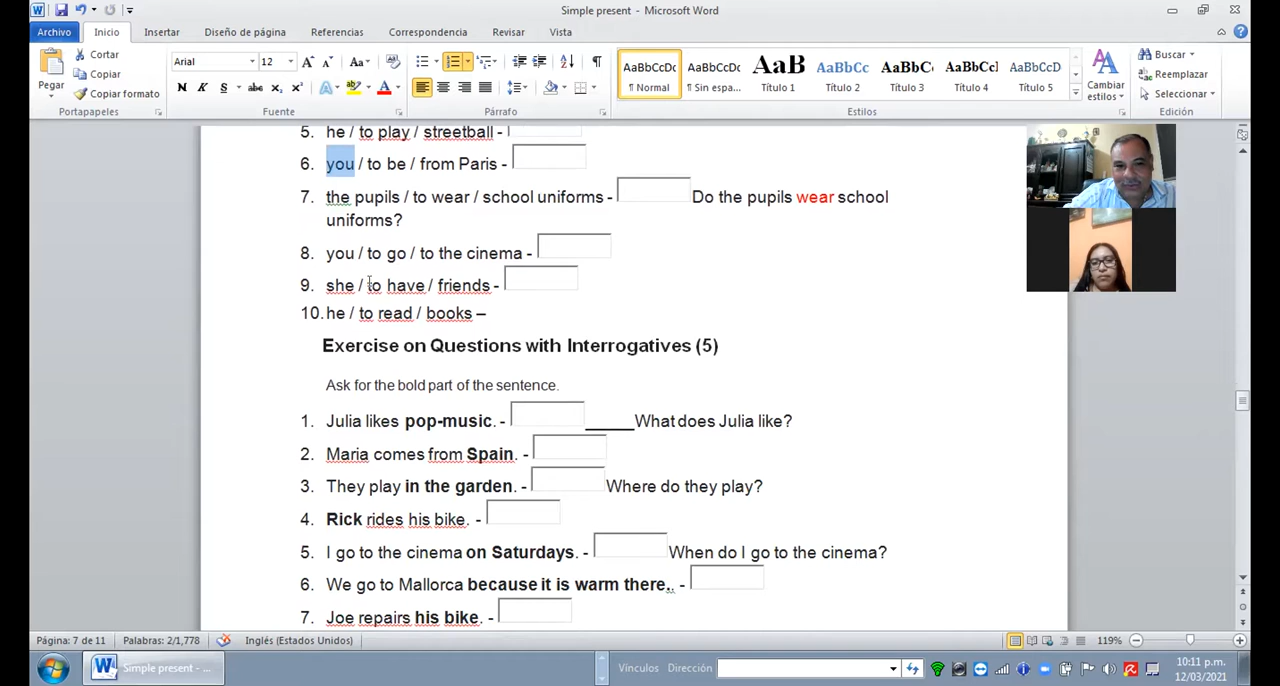 Simple present - Microsoft Word
Archivo Inicio Insertar Diseño de página Referencias Correspondencia Revisar Vista
Pegar
Cortar
Copiar
Copiar formato
Portapapeles
Arial 12
N K S abc x₂ x²
Fuente
Párrafo
AaBbCcDc AaBbCcDc AaB AaBbCc AaBbCcI AaBbCcI AaBbCcD
¶ Normal ¶ Sin espa... Título 1 Título 2 Título 3 Título 4 Título 5
Estilos
Cambiar
estilos
Buscar
Reemplazar
Seleccionar
Edición
5. he / to play / streetball -
6. you / to be / from Paris -
7. the pupils / to wear / school uniforms - Do the pupils wear school
uniforms?
8. you / to go / to the cinema -
9. she / to have / friends -
10. he / to read / books –
Exercise on Questions with Interrogatives (5)
Ask for the bold part of the sentence.
1. Julia likes pop-music. - _____What does Julia like?
2. Maria comes from Spain. -
3. They play in the garden. - Where do they play?
4. Rick rides his bike. -
5. I go to the cinema on Saturdays. - When do I go to the cinema?
6. We go to Mallorca because it is warm there.. -
7. Joe repairs his bike. -
Página: 7 de 11 Palabras: 2/1,778 Inglés (Estados Unidos) 119%
Simple present - ...
Vínculos Dirección
10:11 p.m.
12/03/2021